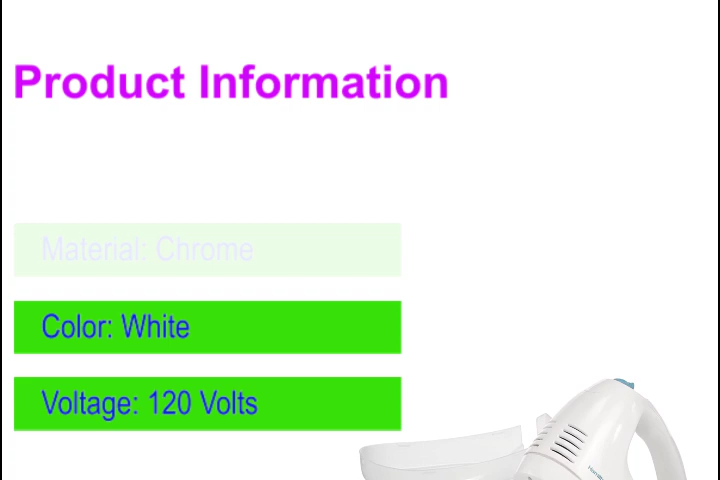 Product Information
Material: Chrome
Color: White
Voltage: 120 Volts